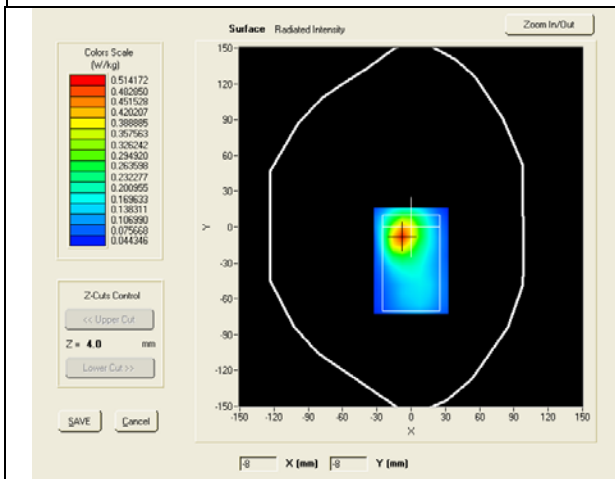 Surface Radiated Intensity
Zoom In/Out
Colors Scale
(W/kg)
0.514172
0.482850
0.451528
0.420207
0.388885
0.357563
0.326242
0.294920
0.263598
0.232277
0.200955
0.169633
0.138311
0.106990
0.075668
0.044346
Z-Cuts Control
<< Upper Cut
Z = 4.0 mm
Lower Cut >>
SAVE Cancel
150
120
90
60
30
0
-30
-60
-90
-120
-150
Y
-150 -120 -90 -60 -30 0 30 60 90 120 150
X
-8 X (mm) -8 Y (mm)